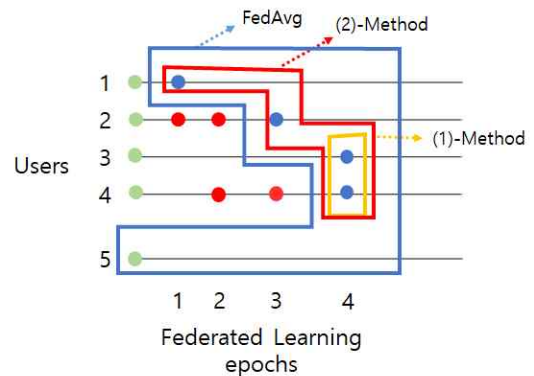 FedAvg
(2)-Method
1
2
(1)-Method
3
Users
4
5
1 2 3 4
Federated Learning
epochs